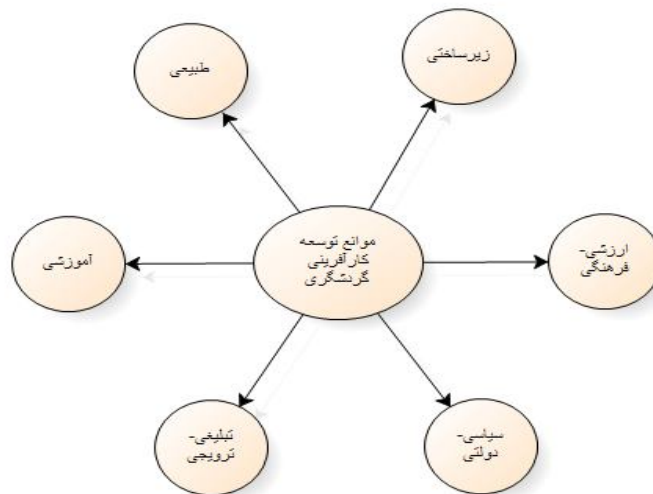 زیرساختی
طبیعی
موانع توسعه
کارآفرینی
گردشگری
ارزشی-
فرهنگی
آموزشی
سیاسی-
دولتی
تبلیغی-
ترویجی